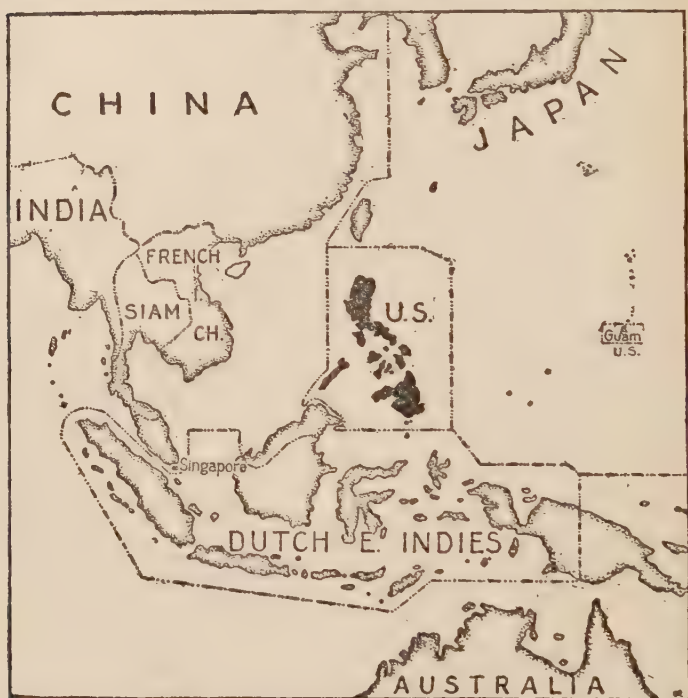 CHINA
JAPAN
INDIA
FRENCH
SIAM
CH.
U.S.
Guam
U.S.
Singapore
DUTCH E. INDIES
AUSTRALIA